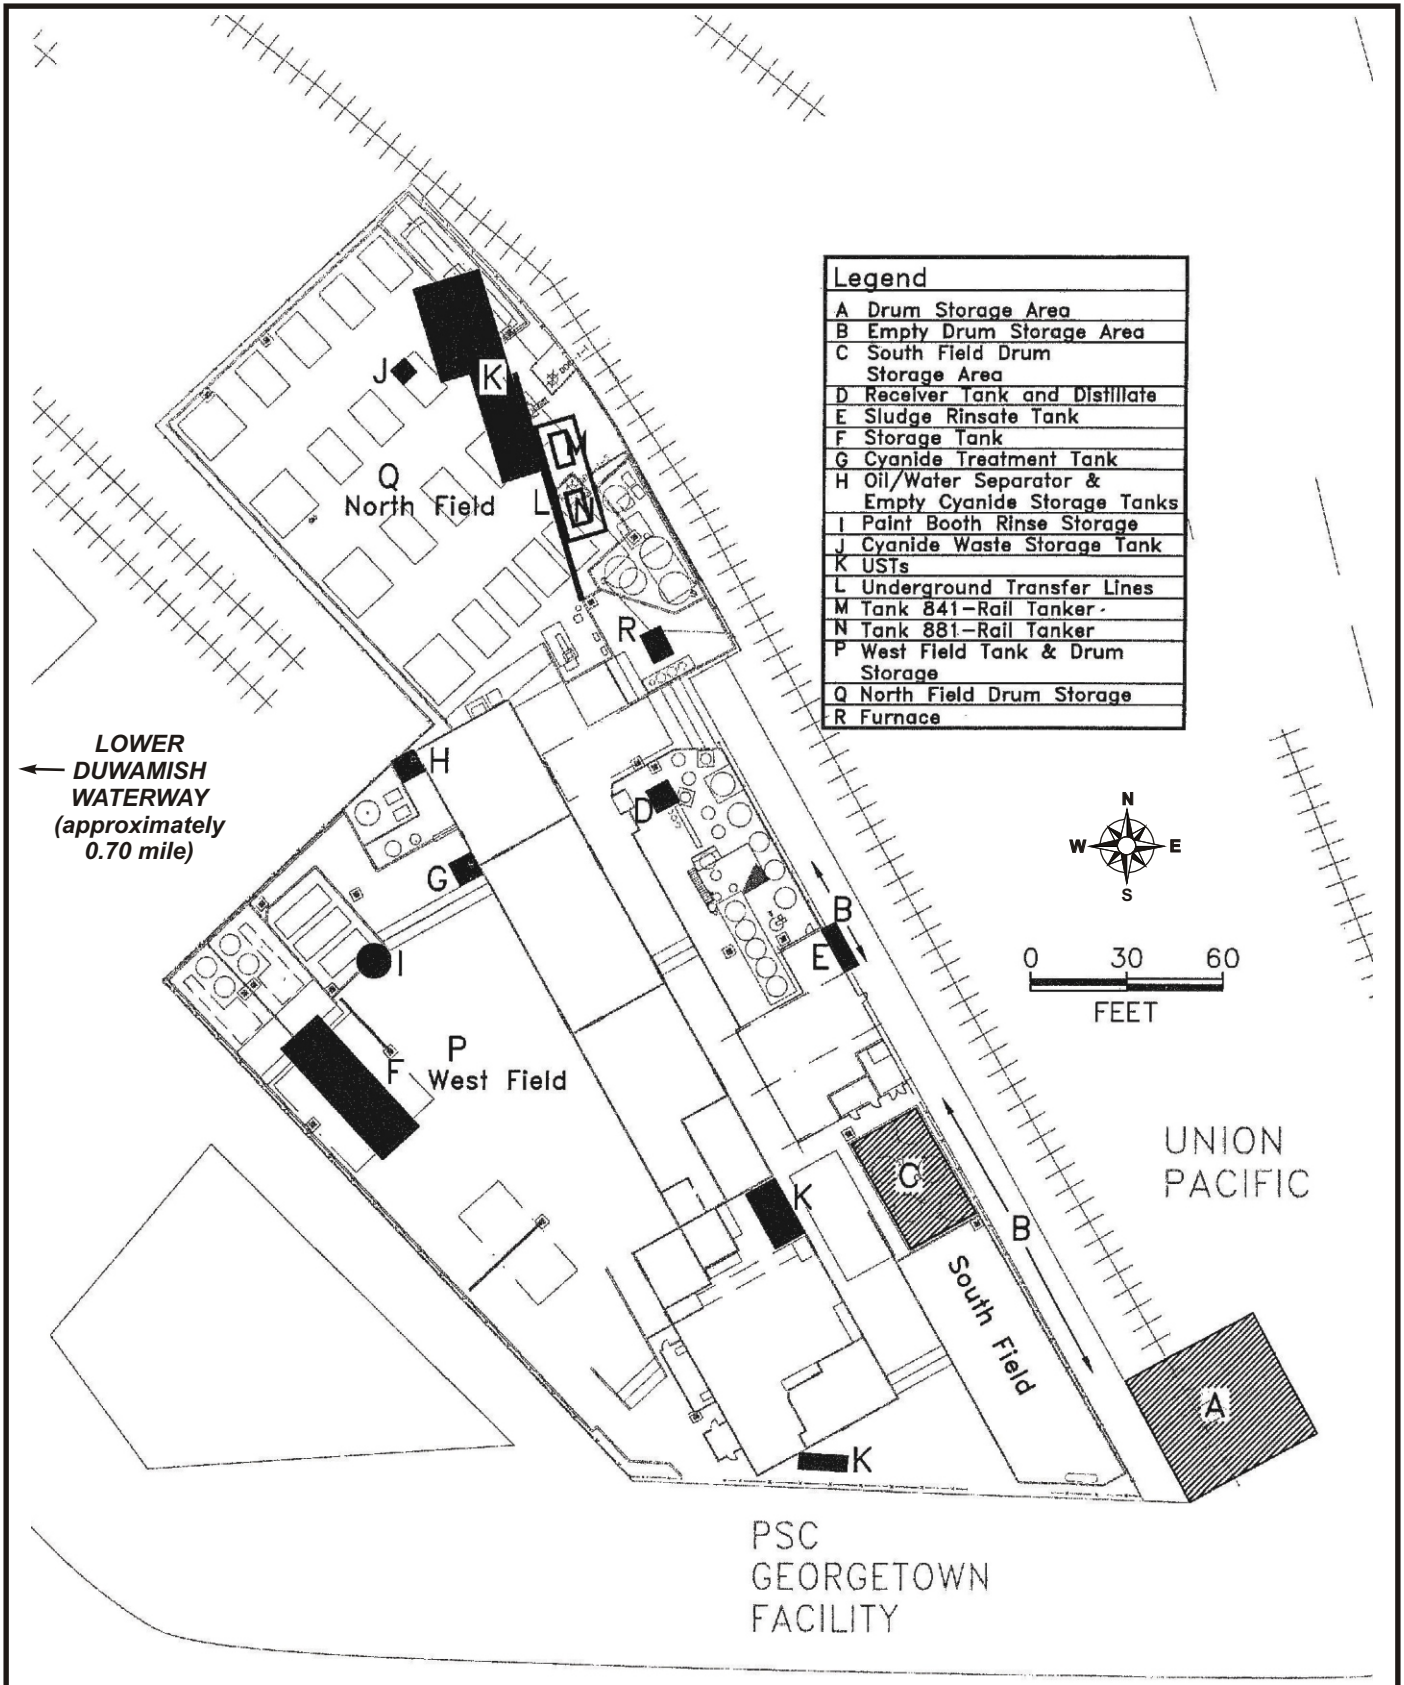 Legend
A Drum Storage Area
B Empty Drum Storage Area
C South Field Drum
Storage Area
D Receiver Tank and Distillate
E Sludge Rinsate Tank
F Storage Tank
G Cyanide Treatment Tank
H Oil/Water Separator &
Empty Cyanide Storage Tanks
I Paint Booth Rinse Storage
J Cyanide Waste Storage Tank
K USTs
L Underground Transfer Lines
M Tank 841-Rail Tanker
N Tank 881-Rail Tanker
P West Field Tank & Drum
Storage
Q North Field Drum Storage
R Furnace
J
K
M
Q
North Field
L
N
R
LOWER
DUWAMISH
WATERWAY
(approximately
0.70 mile)
H
D
G
B
E
I
N
W E
S
0 30 60
FEET
P
F
West Field
UNION
PACIFIC
C
K
B
South Field
A
K
PSC
GEORGETOWN
FACILITY